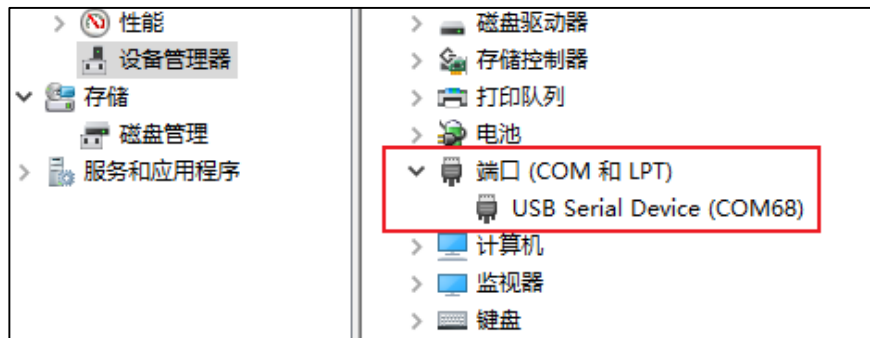 性能
设备管理器
存储
磁盘管理
服务和应用程序
磁盘驱动器
存储控制器
打印队列
电池
端口 (COM 和 LPT)
USB Serial Device (COM68)
计算机
监视器
键盘